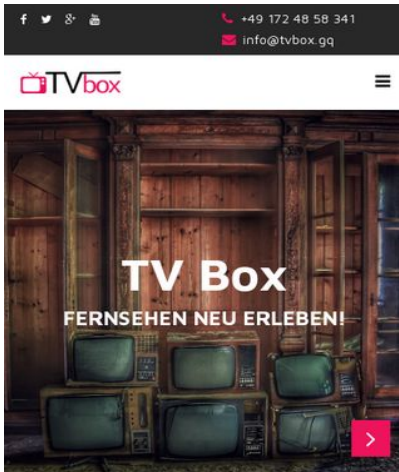 +49 172 48 58 341
info@tvbox.gq
TVbox
TV Box
FERNSEHEN NEU ERLEBEN!